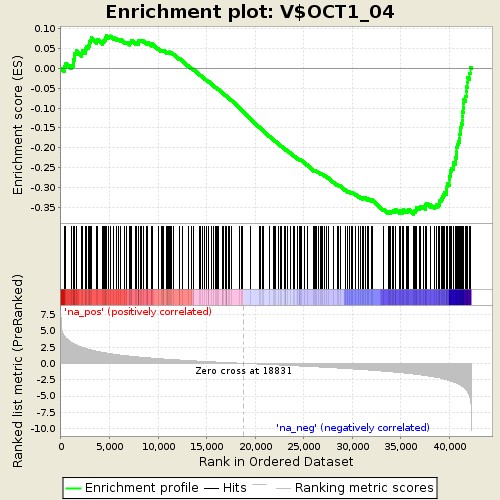 Enrichment plot: V$OCT1_04
Enrichment score (ES)
0.10
0.05
0.00
-0.05
-0.10
-0.15
-0.20
-0.25
-0.30
-0.35
Ranked list metric (PreRanked)
7.5
5.0
2.5
0.0
-2.5
-5.0
-7.5
-10.0
'na_pos' (positively correlated)
Zero cross at 18831
'na_neg' (negatively correlated)
0 5,000 10,000 15,000 20,000 25,000 30,000 35,000 40,000
Rank in Ordered Dataset
Enrichment profile Hits Ranking metric scores